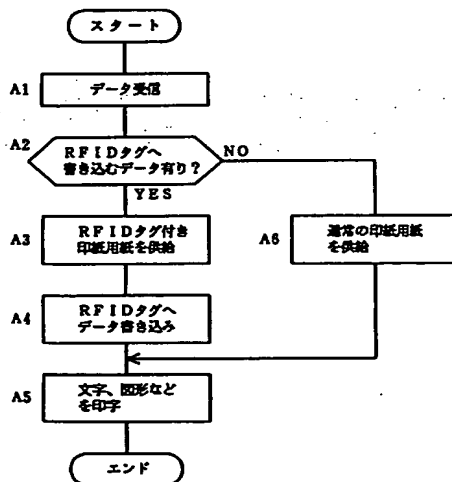 スタート
A1
データ受信
A2
RFIDタグへ
書き込むデータ有り？
NO
YES
A3
RFIDタグ付き
印紙用紙を供給
A6
通常の印紙用紙
を供給
A4
RFIDタグへ
データ書き込み
A5
文字、図形など
を印字
エンド